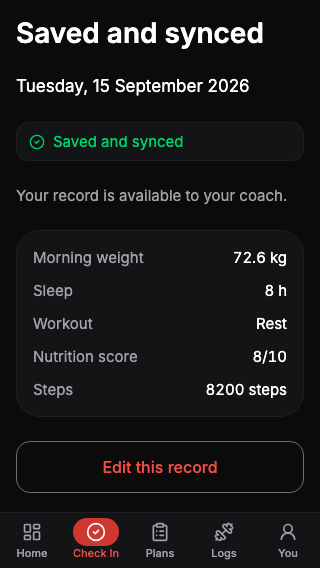 Saved and synced
Tuesday, 15 September 2026
Saved and synced
Your record is available to your coach.
Morning weight 72.6 kg
Sleep 8 h
Workout Rest
Nutrition score 8/10
Steps 8200 steps
Edit this record
Home Check In Plans Logs You